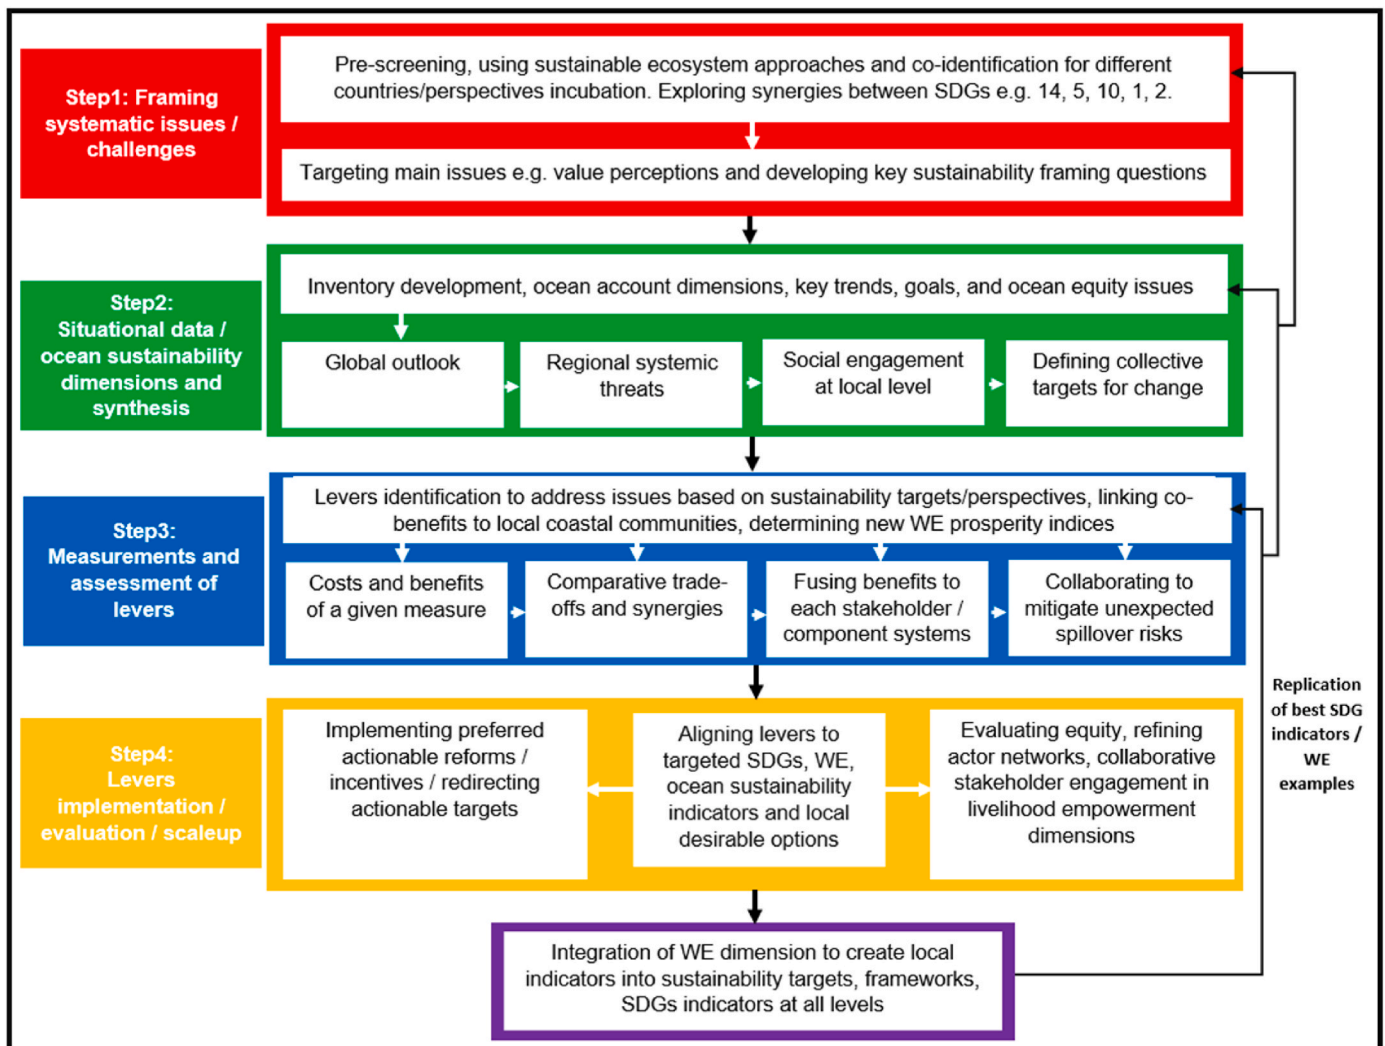 Step1: Framing
systematic issues /
challenges
Pre-screening, using sustainable ecosystem approaches and co-identification for different
countries/perspectives incubation. Exploring synergies between SDGs e.g. 14, 5, 10, 1, 2.
Targeting main issues e.g. value perceptions and developing key sustainability framing questions
Step2:
Situational data /
ocean sustainability
dimensions and
synthesis
Inventory development, ocean account dimensions, key trends, goals, and ocean equity issues
Global outlook
Regional systemic
threats
Social engagement
at local level
Defining collective
targets for change
Step3:
Measurements and
assessment of
levers
Levers identification to address issues based on sustainability targets/perspectives, linking co-
benefits to local coastal communities, determining new WE prosperity indices
Costs and benefits
of a given measure
Comparative trade-
offs and synergies
Fusing benefits to
each stakeholder /
component systems
Collaborating to
mitigate unexpected
spillover risks
Replication
of best SDG
indicators /
WE
examples
Step4:
Levers
implementation /
evaluation / scaleup
Implementing preferred
actionable reforms /
incentives / redirecting
actionable targets
Aligning levers to
targeted SDGs, WE,
ocean sustainability
indicators and local
desirable options
Evaluating equity, refining
actor networks, collaborative
stakeholder engagement in
livelihood empowerment
dimensions
Integration of WE dimension to create local
indicators into sustainability targets, frameworks,
SDGs indicators at all levels